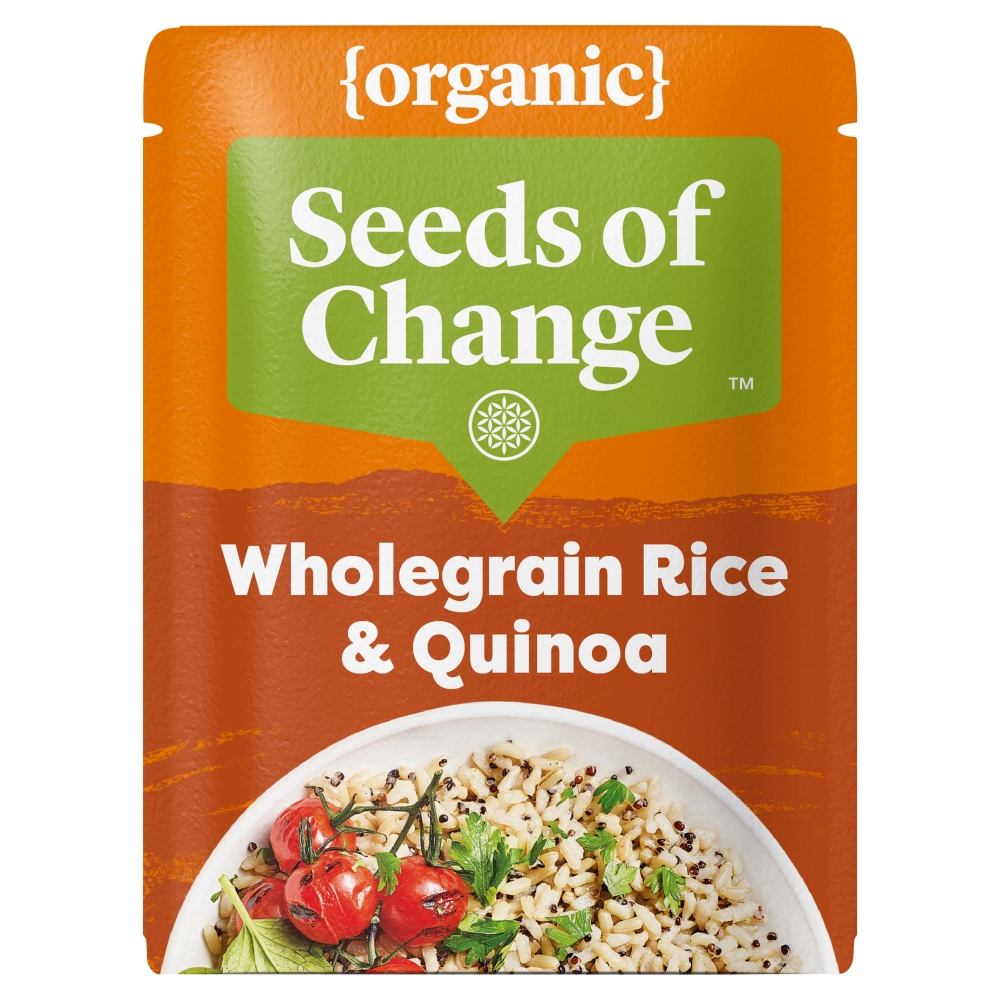 {organic}
Seeds of
Change
™
Wholegrain Rice
& Quinoa